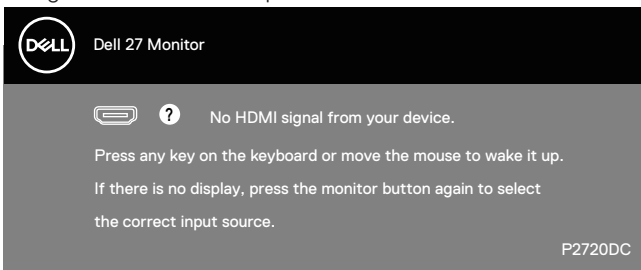 DELL
Dell 27 Monitor
? No HDMI signal from your device.
Press any key on the keyboard or move the mouse to wake it up.
If there is no display, press the monitor button again to select
the correct input source.
P2720DC